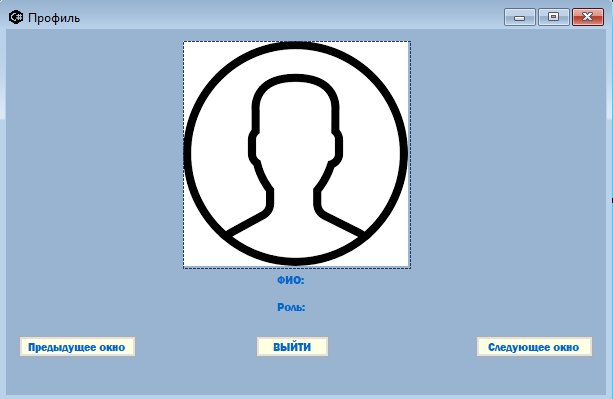 C#
Профиль
ФИО:
Роль:
Предыдущее окно
ВЫЙТИ
Следующее окно